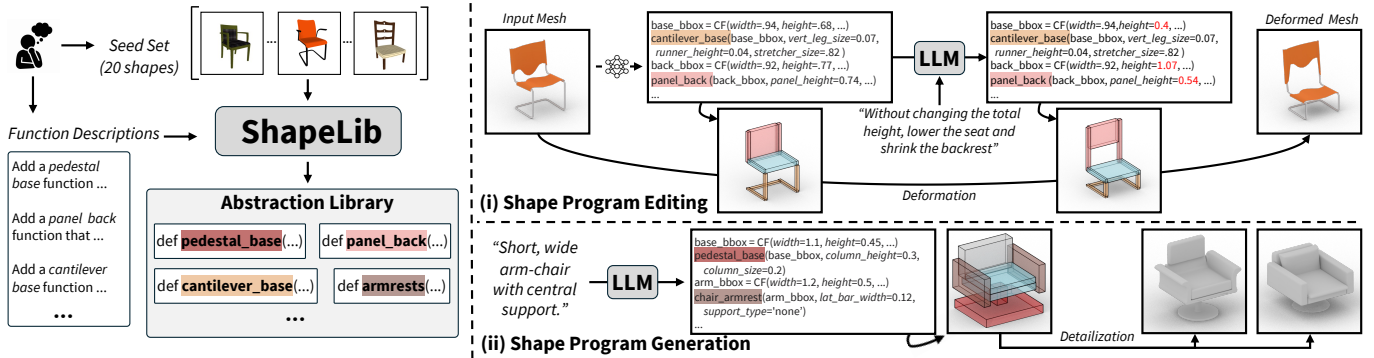 Seed Set
(20 shapes)
...
...
Function Descriptions
ShapeLib
Add a pedestal
base function ...
Add a panel back
function that ...
Add a cantilever
base function ...
...
Abstraction Library
def pedestal_base(...)
def panel_back(...)
def cantilever_base(...)
def armrests(...)
...
Input Mesh
base_bbox = CF(width=.94, height=.68, ...)
cantilever_base(base_bbox, vert_leg_size=0.07,
runner_height=0.04, stretcher_size=.82 )
back_bbox = CF(width=.92, height=.77, ...)
panel_back (back_bbox, panel_height=0.74, ...)
...
LLM
"Without changing the total
height, lower the seat and
shrink the backrest"
base_bbox = CF(width=.94,height=0.4, ...)
cantilever_base(base_bbox, vert_leg_size=0.07,
runner_height=0.04, stretcher_size=.82 )
back_bbox = CF(width=.92, height=1.07, ...)
panel_back (back_bbox, panel_height=0.54, ...)
...
Deformed Mesh
Deformation
(i) Shape Program Editing
"Short, wide
arm-chair
with central
support."
LLM
base_bbox = CF(width=1.1, height=0.45, ...)
pedestal_base(base_bbox, column_height=0.3,
column_size=0.2)
arm_bbox = CF(width=1.2, height=0.5, ...)
chair_armrest(arm_bbox, lat_bar_width=0.12,
support_type='none')
...
Detailization
(ii) Shape Program Generation